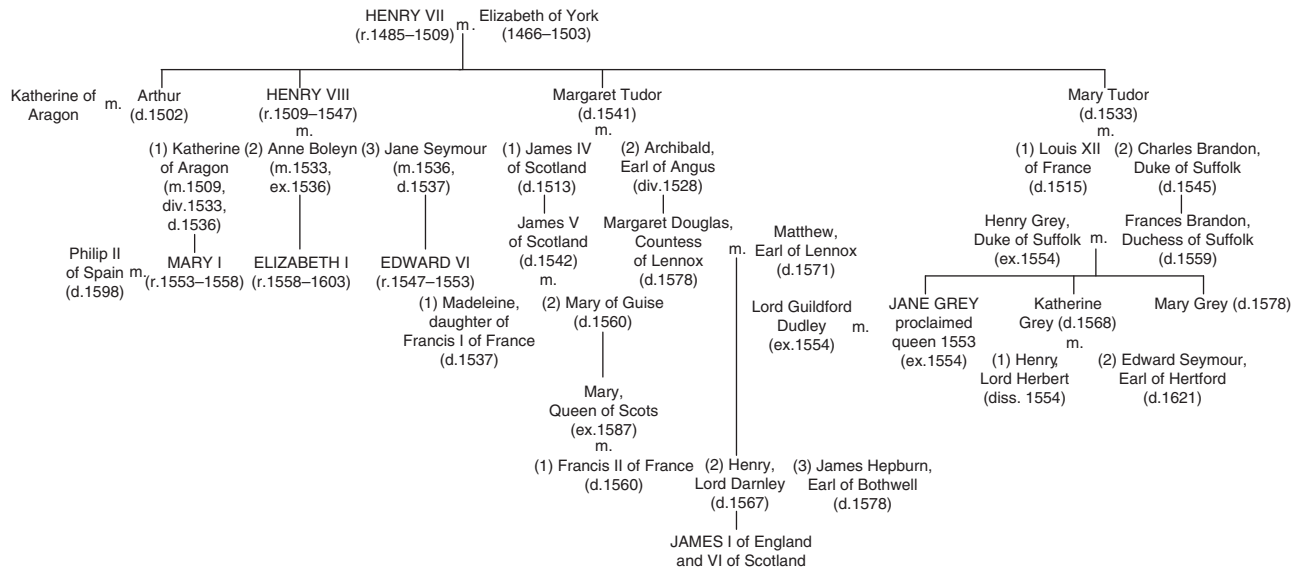 HENRY VII
(r.1485–1509)
m.
Elizabeth of York
(1466–1503)
Katherine of
Aragon
m.
Arthur
(d.1502)
HENRY VIII
(r.1509–1547)
m.
Margaret Tudor
(d.1541)
m.
Mary Tudor
(d.1533)
m.
(1) Katherine
of Aragon
(m.1509,
div.1533,
d.1536)
(2) Anne Boleyn
(m.1533,
ex.1536)
(3) Jane Seymour
(m.1536,
d.1537)
(1) James IV
of Scotland
(d.1513)
(2) Archibald,
Earl of Angus
(div.1528)
(1) Louis XII
of France
(d.1515)
(2) Charles Brandon,
Duke of Suffolk
(d.1545)
Philip II
of Spain
(d.1598)
m.
MARY I
(r.1553–1558)
ELIZABETH I
(r.1558–1603)
EDWARD VI
(r.1547–1553)
James V
of Scotland
(d.1542)
m.
Margaret Douglas,
Countess
of Lennox
(d.1578)
m.
Matthew,
Earl of Lennox
(d.1571)
Henry Grey,
Duke of Suffolk
(ex.1554)
m.
Frances Brandon,
Duchess of Suffolk
(d.1559)
(1) Madeleine,
daughter of
Francis I of France
(d.1537)
(2) Mary of Guise
(d.1560)
Lord Guildford
Dudley
(ex.1554)
m.
JANE GREY
proclaimed
queen 1553
(ex.1554)
Katherine
Grey (d.1568)
m.
Mary Grey (d.1578)
(1) Henry,
Lord Herbert
(diss. 1554)
(2) Edward Seymour,
Earl of Hertford
(d.1621)
Mary,
Queen of Scots
(ex.1587)
m.
(1) Francis II of France
(d.1560)
(2) Henry,
Lord Darnley
(d.1567)
(3) James Hepburn,
Earl of Bothwell
(d.1578)
JAMES I of England
and VI of Scotland